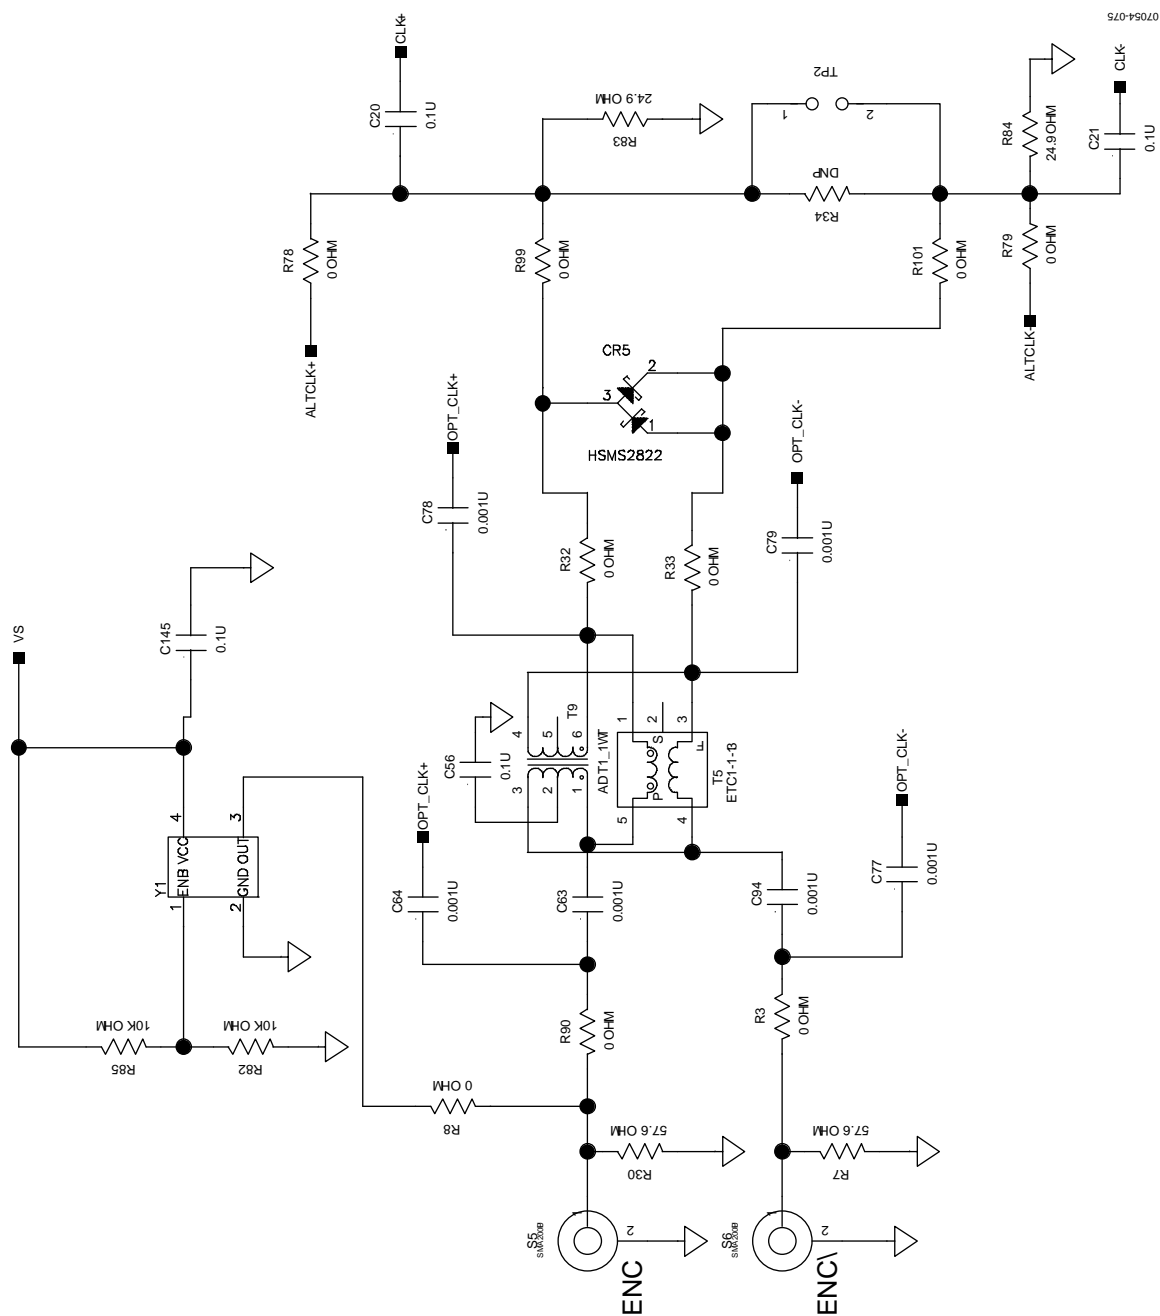 07054-075
CLK+
C20
0.1U
24.9 OHM
R83
TP2
1
2
R84
24.9 OHM
CLK-
C21
0.1U
DNP
R34
R78
0 OHM
R99
0 OHM
R101
0 OHM
R79
0 OHM
ALTCLK+
ALTCLK-
CR5
2
3
1
HSMS2822
OPT_CLK+
C78
0.001U
OPT_CLK-
C79
0.001U
R32
0 OHM
R33
0 OHM
VS
C145
0.1U
C56
0.1U
4
5
6
T9
3
2
1
ADT1_1WT
1
2
3
S
F
P
5
4
T5
ETC1-1-13
4
3
Y1
ENB VCC
GND OUT
1
2
OPT_CLK+
C64
0.001U
C63
0.001U
C94
0.001U
OPT_CLK-
C77
0.001U
10K OHM
R85
10K OHM
R82
R90
0 OHM
R3
0 OHM
0 OHM
R8
57.6 OHM
R30
57.6 OHM
R7
S5
SMA200B
1
2
ENC
S6
SMA200B
1
2
ENC\